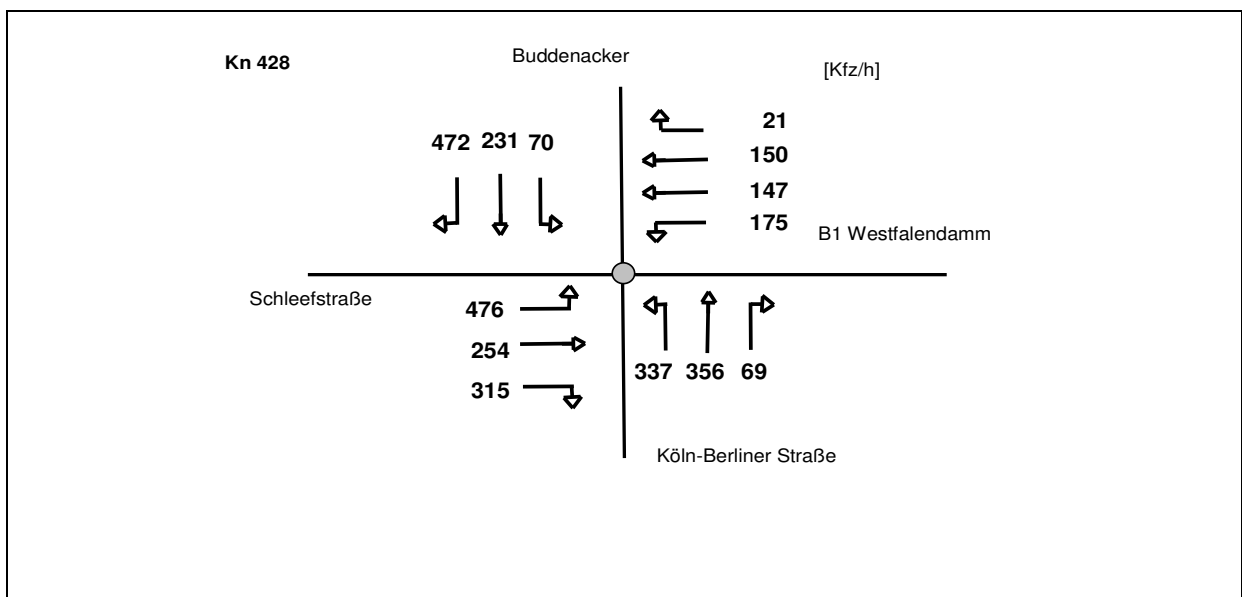 Buddenacker
Kn 428
[Kfz/h]
21
472 231 70
150
147
175
B1 Westfalendamm
Schleefstraße
476
254
337 356 69
315
Köln-Berliner Straße